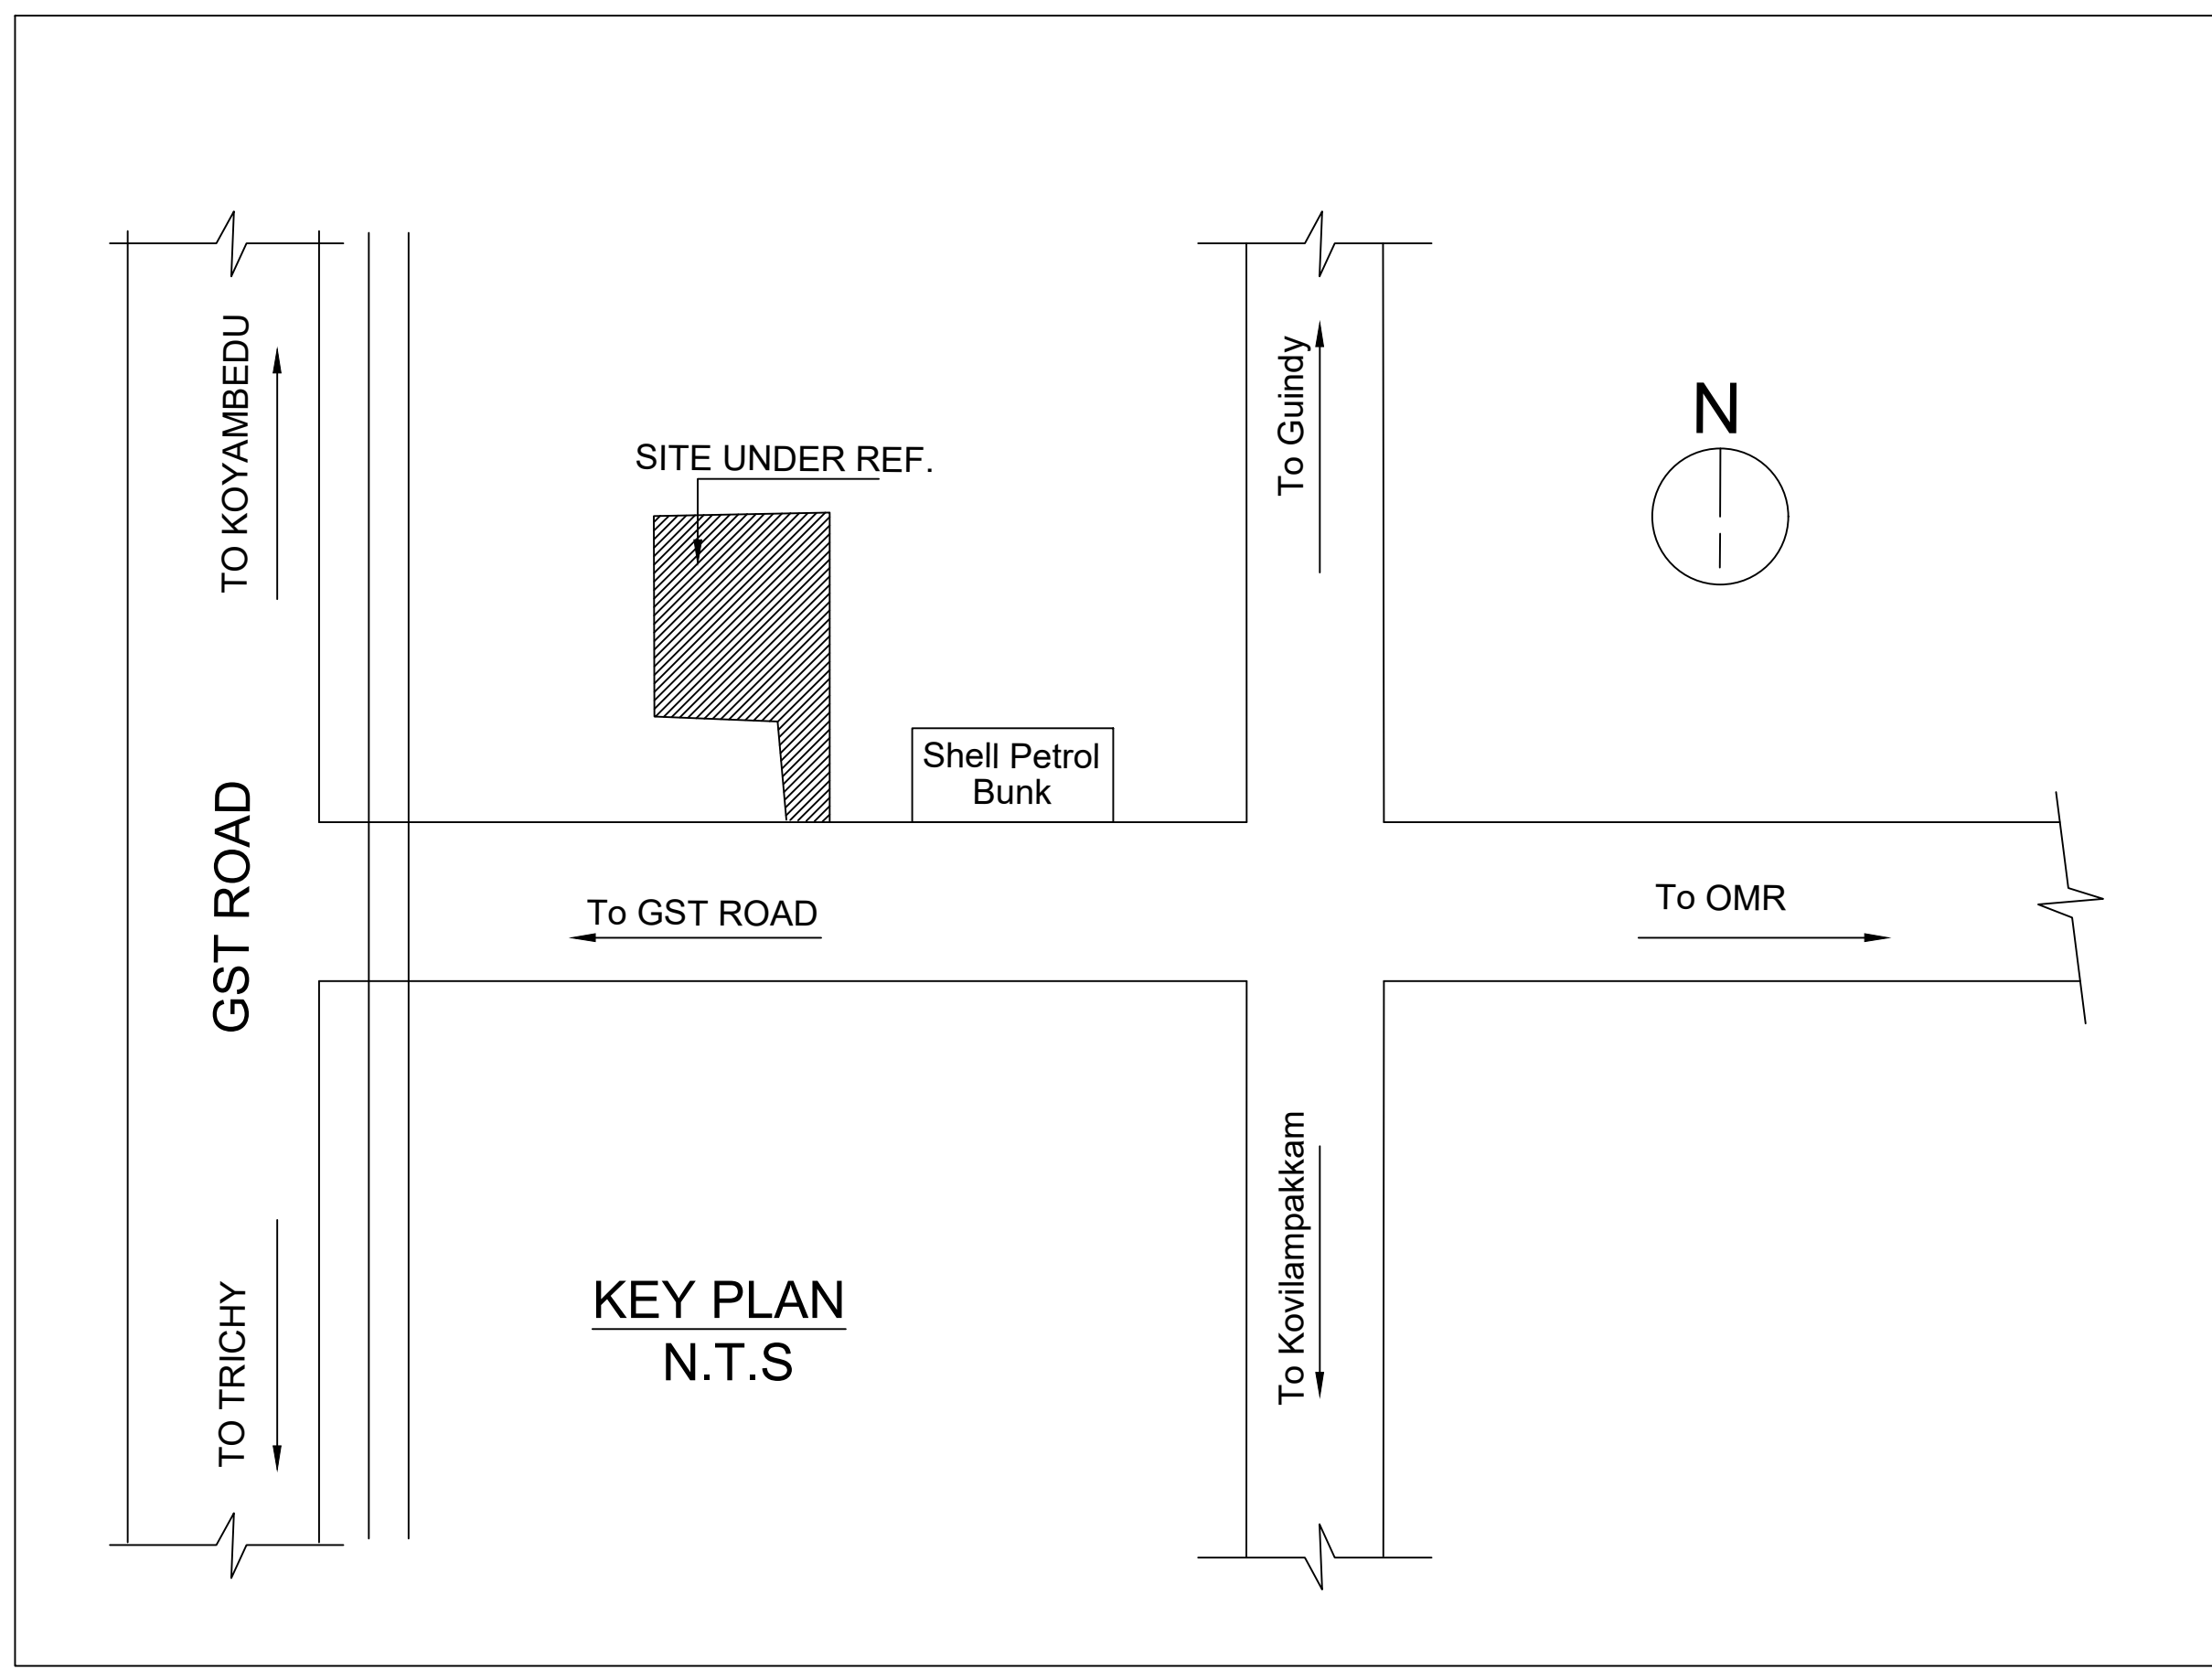 TO KOYAMBEDU
To Guindy
N
SITE UNDER REF.
Shell Petrol
Bunk
GST ROAD
To GST ROAD
To OMR
To Kovilampakkam
TO TRICHY
KEY PLAN
N.T.S